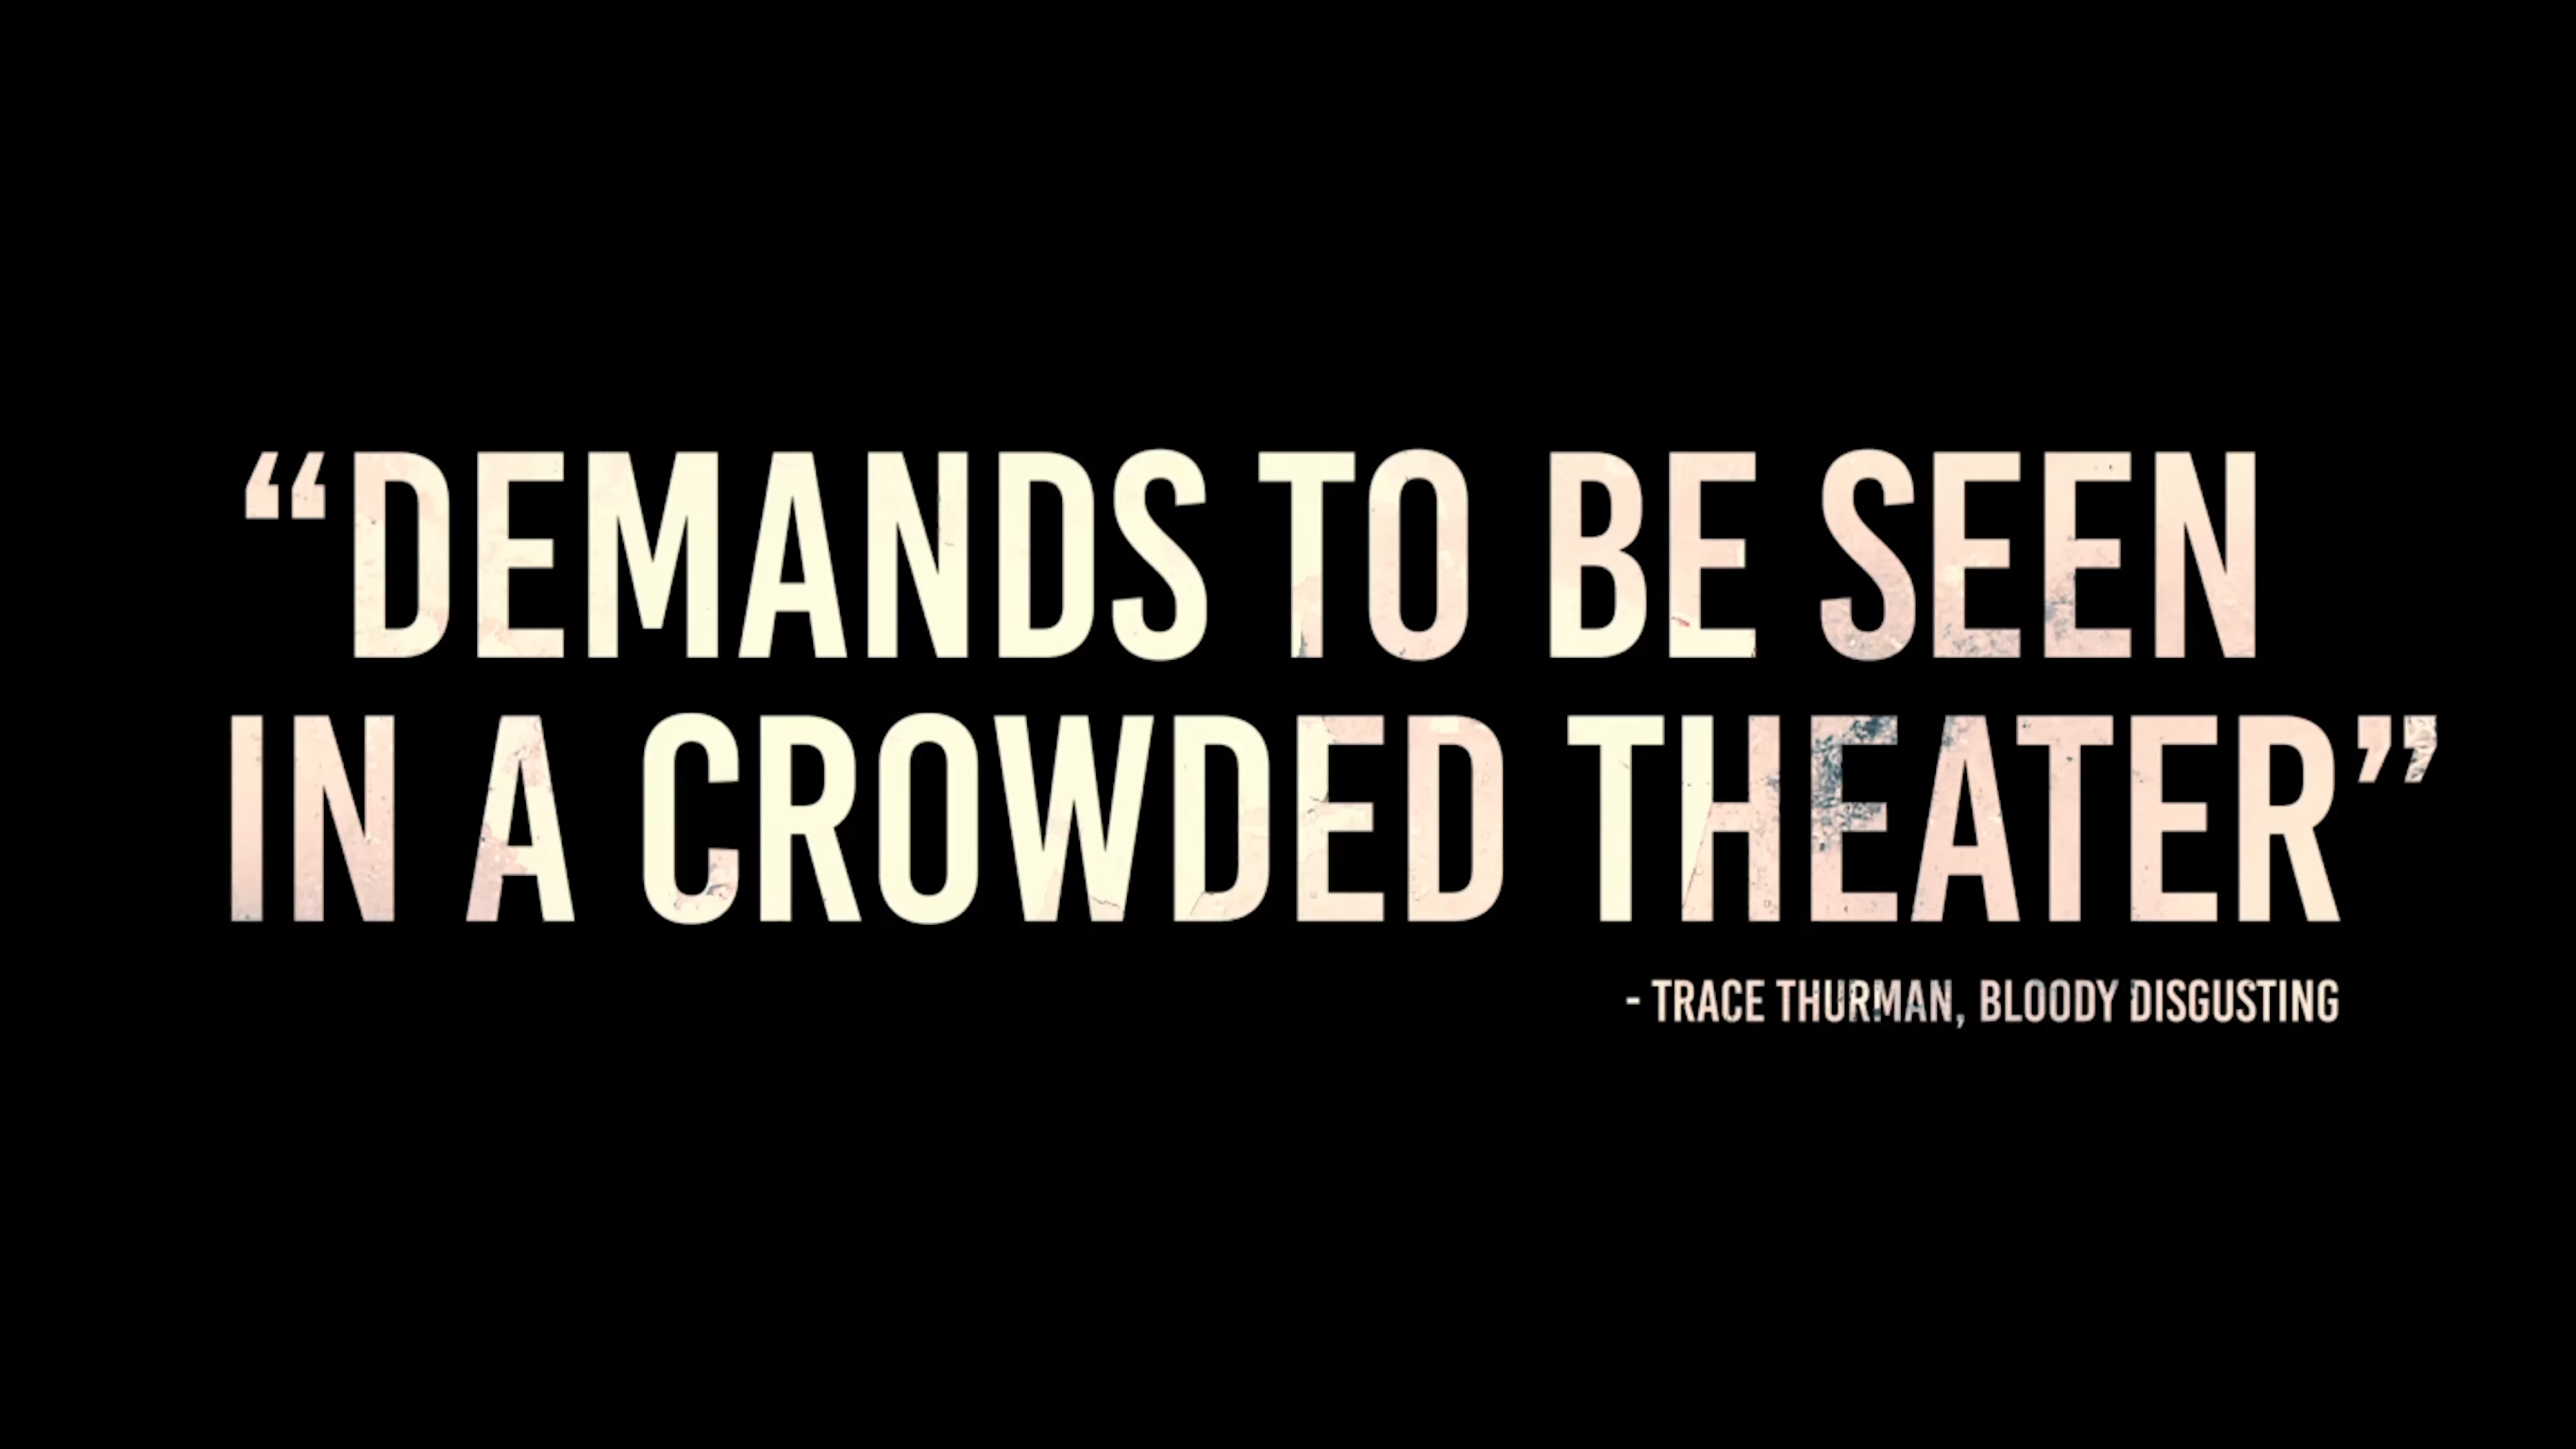 “DEMANDS TO BE SEEN
IN A CROWDED THEATER”
- TRACE THURMAN, BLOODY DISGUSTING